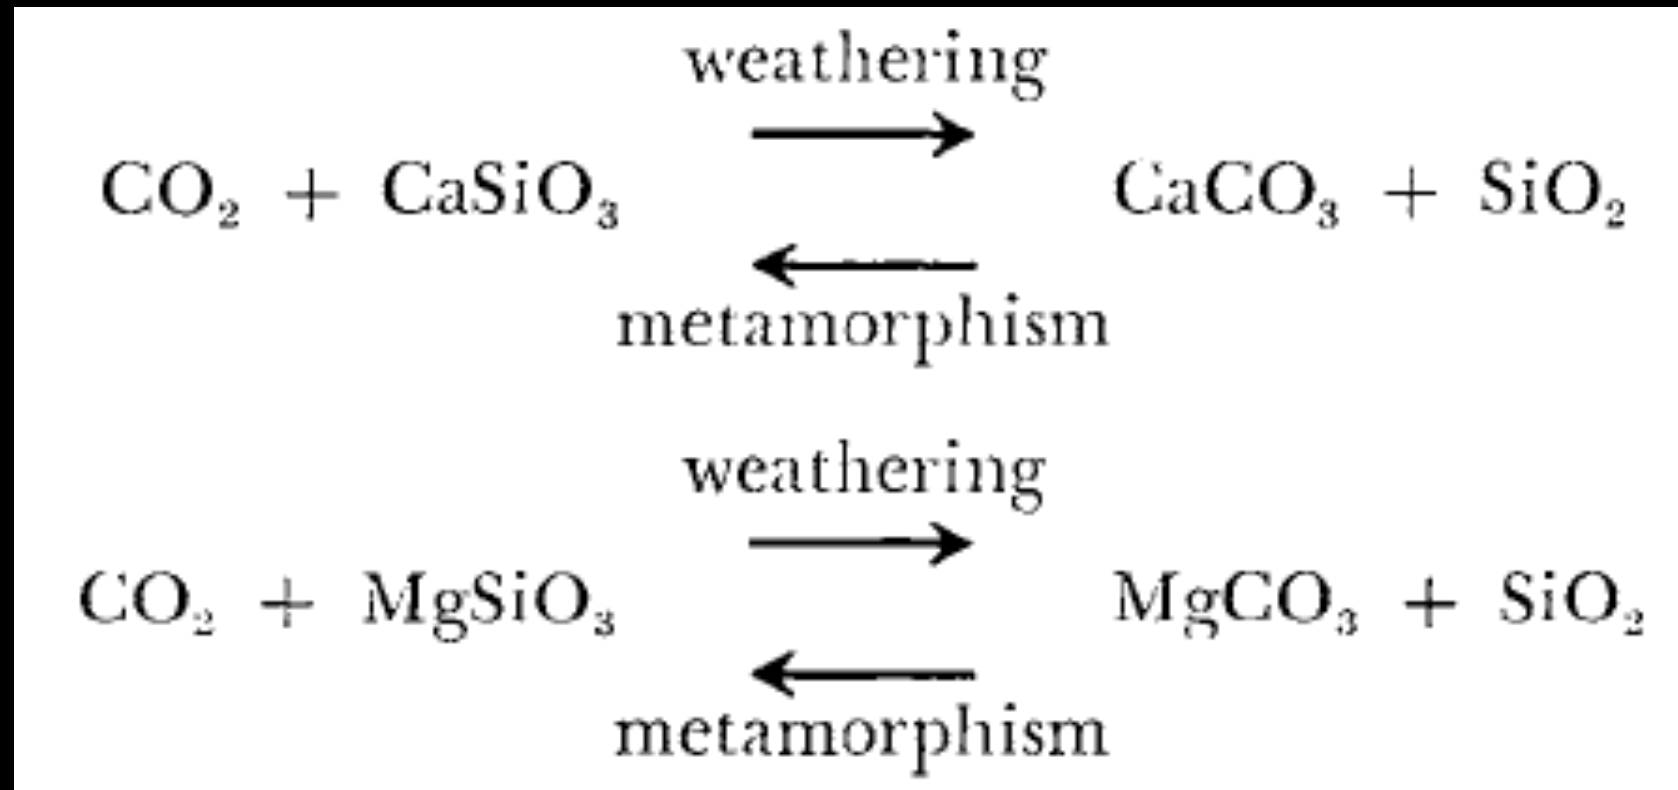 weathering
CO₂ + CaSiO₃ → CaCO₃ + SiO₂
←
metamorphism
weathering
CO₂ + MgSiO₃ → MgCO₃ + SiO₂
←
metamorphism